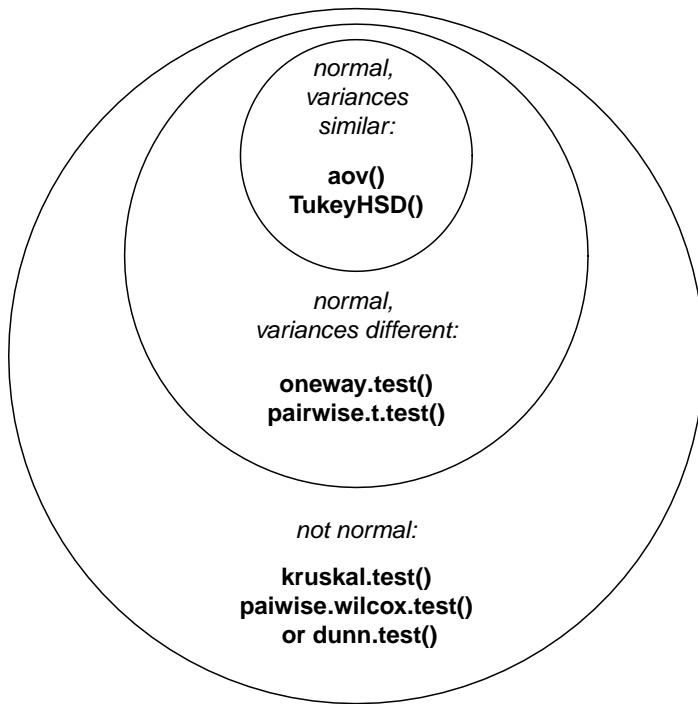 normal,
variances
similar:
aov()
TukeyHSD()
normal,
variances different:
oneway.test()
pairwise.t.test()
not normal:
kruskal.test()
paiwise.wilcox.test()
or dunn.test()